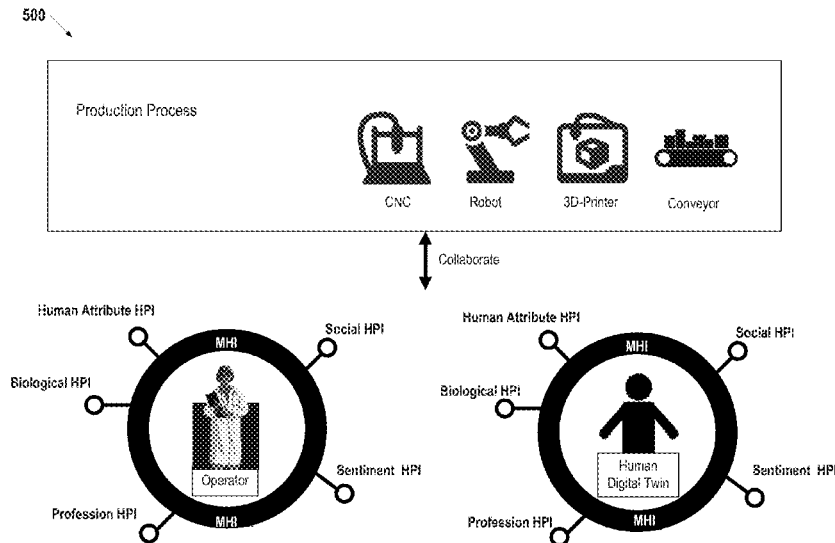 500
Production Process
CNC
Robot
3D-Printer
Conveyor
Collaborate
Human Attribute HPI
Social HPI
MHI
Biological HPI
Operator
Sentiment HPI
Profession HPI
MHI
Human Attribute HPI
Social HPI
MHI
Biological HPI
Human
Digital Twin
Sentiment HPI
Profession HPI
MHI